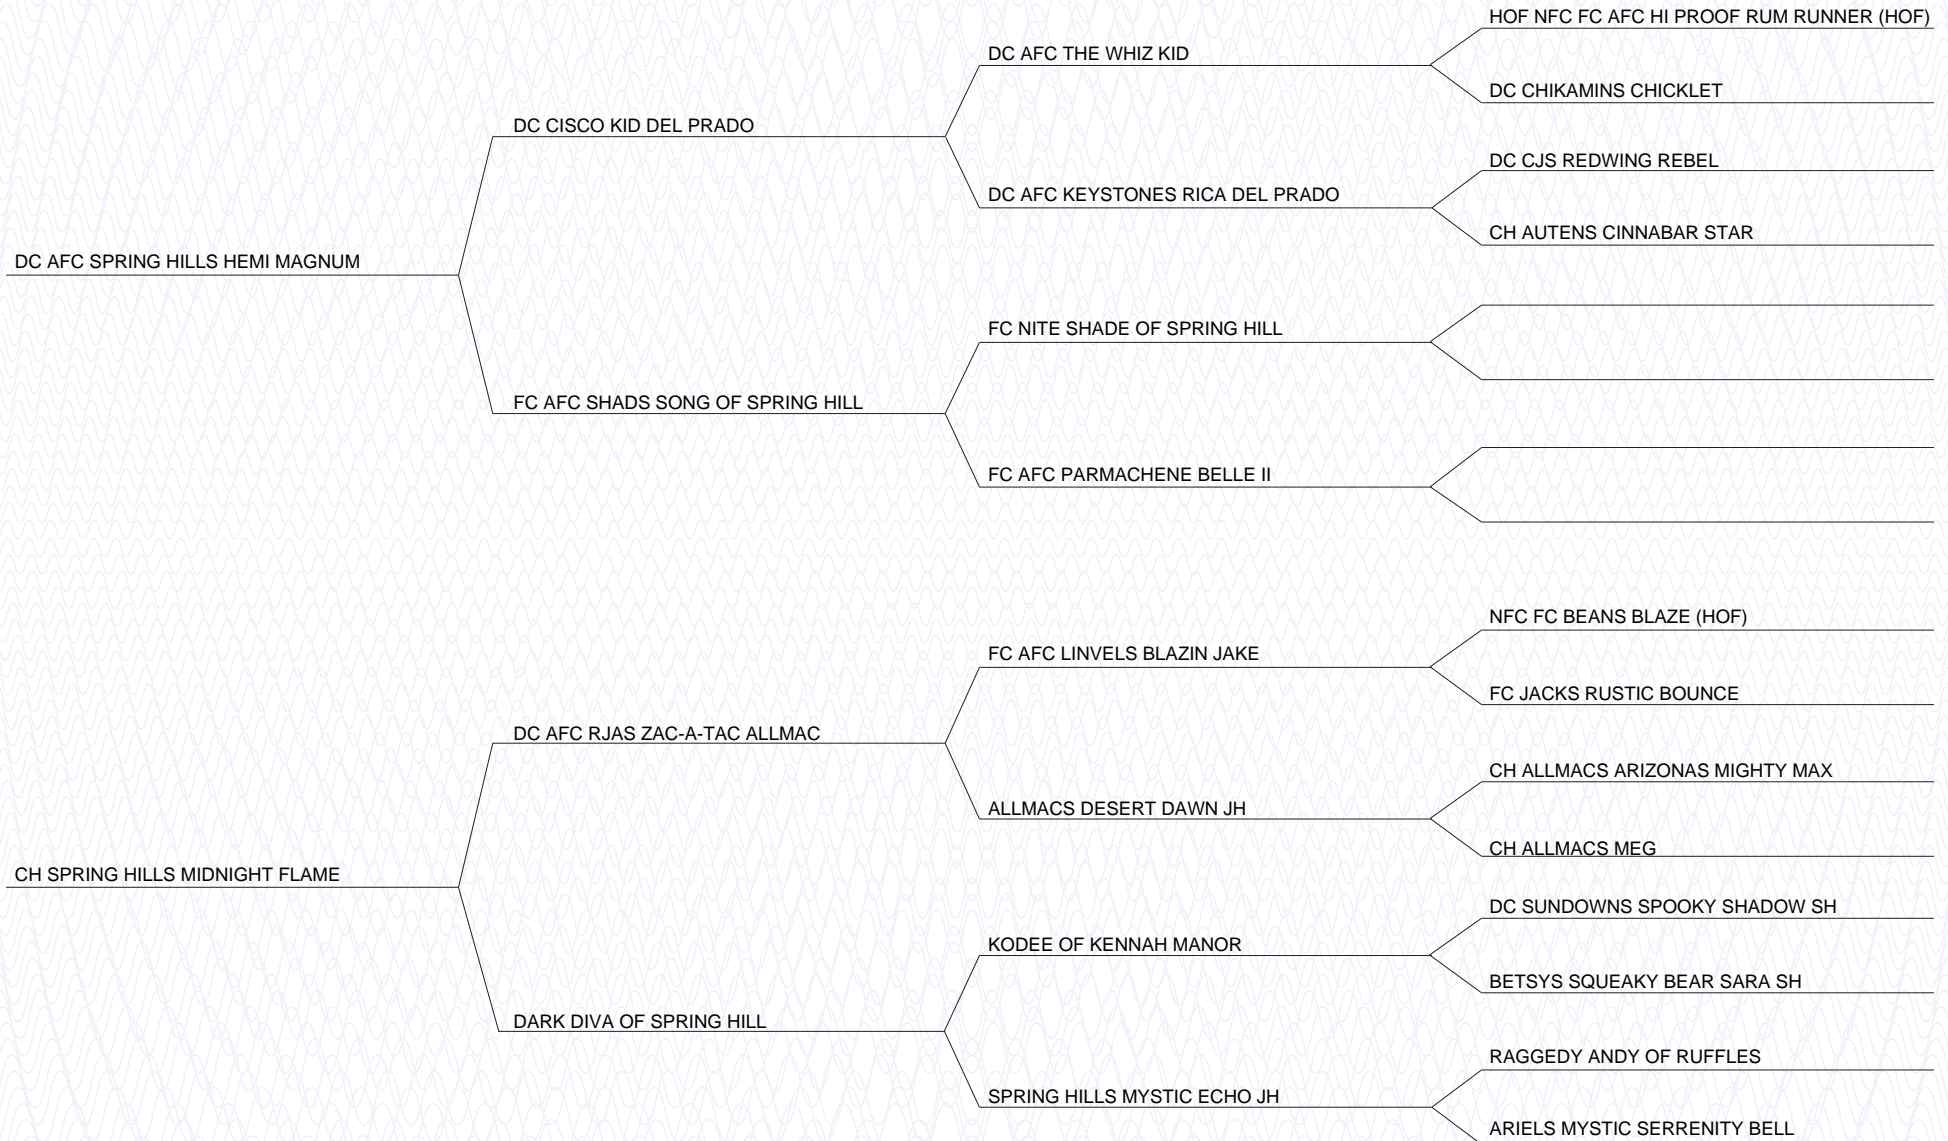 HOF NFC FC AFC HI PROOF RUM RUNNER (HOF)
DC AFC THE WHIZ KID
DC CHIKAMINS CHICKLET
DC CISCO KID DEL PRADO
DC CJS REDWING REBEL
DC AFC KEYSTONES RICA DEL PRADO
CH AUTENS CINNABAR STAR
DC AFC SPRING HILLS HEMI MAGNUM
FC NITE SHADE OF SPRING HILL
FC AFC SHADS SONG OF SPRING HILL
FC AFC PARMACHENE BELLE II
NFC FC BEANS BLAZE (HOF)
FC AFC LINVELS BLAZIN JAKE
FC JACKS RUSTIC BOUNCE
DC AFC RJAS ZAC-A-TAC ALLMAC
CH ALLMACS ARIZONAS MIGHTY MAX
ALLMACS DESERT DAWN JH
CH ALLMACS MEG
CH SPRING HILLS MIDNIGHT FLAME
DC SUNDOWNS SPOOKY SHADOW SH
KODEE OF KENNAH MANOR
BETSYS SQUEAKY BEAR SARA SH
DARK DIVA OF SPRING HILL
RAGGEDY ANDY OF RUFFLES
SPRING HILLS MYSTIC ECHO JH
ARIELS MYSTIC SERRENITY BELL